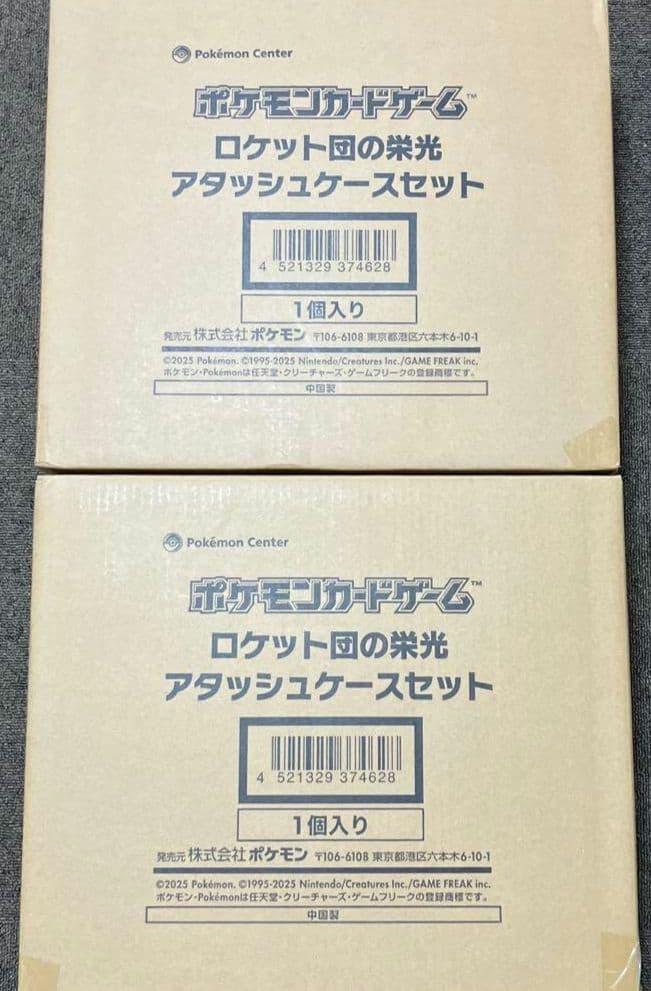 Pokémon Center
ポケモンカードゲーム™
ロケット団の栄光
アタッシュケースセット
4 521329 374628
1個入り
発売元 株式会社ポケモン 〒106-6108 東京都港区六本木6-10-1
©2025 Pokémon. ©1995-2025 Nintendo/Creatures Inc./GAME FREAK inc.
ポケモン・Pokémonは任天堂・クリーチャーズ・ゲームフリークの登録商標です。
中国製
Pokémon Center
ポケモンカードゲーム™
ロケット団の栄光
アタッシュケースセット
4 521329 374628
1個入り
発売元 株式会社ポケモン 〒106-6108 東京都港区六本木6-10-1
©2025 Pokémon. ©1995-2025 Nintendo/Creatures Inc./GAME FREAK inc.
ポケモン・Pokémonは任天堂・クリーチャーズ・ゲームフリークの登録商標です。
中国製